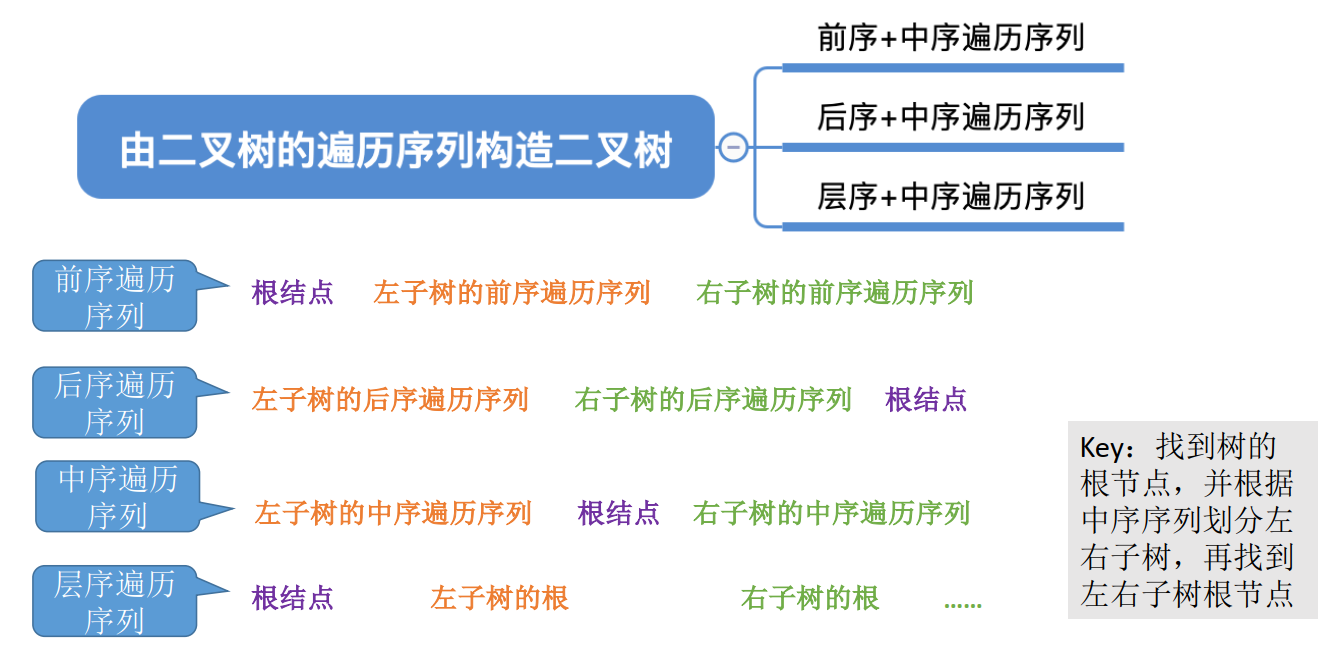 前序+中序遍历序列
由二叉树的遍历序列构造二叉树
后序+中序遍历序列
层序+中序遍历序列
前序遍历
序列
根结点 左子树的前序遍历序列 右子树的前序遍历序列
后序遍历
序列
左子树的后序遍历序列 右子树的后序遍历序列 根结点
中序遍历
序列
左子树的中序遍历序列 根结点 右子树的中序遍历序列
层序遍历
序列
根结点 左子树的根 右子树的根 ……
Key：找到树的
根节点，并根据
中序序列划分左
右子树，再找到
左右子树根节点